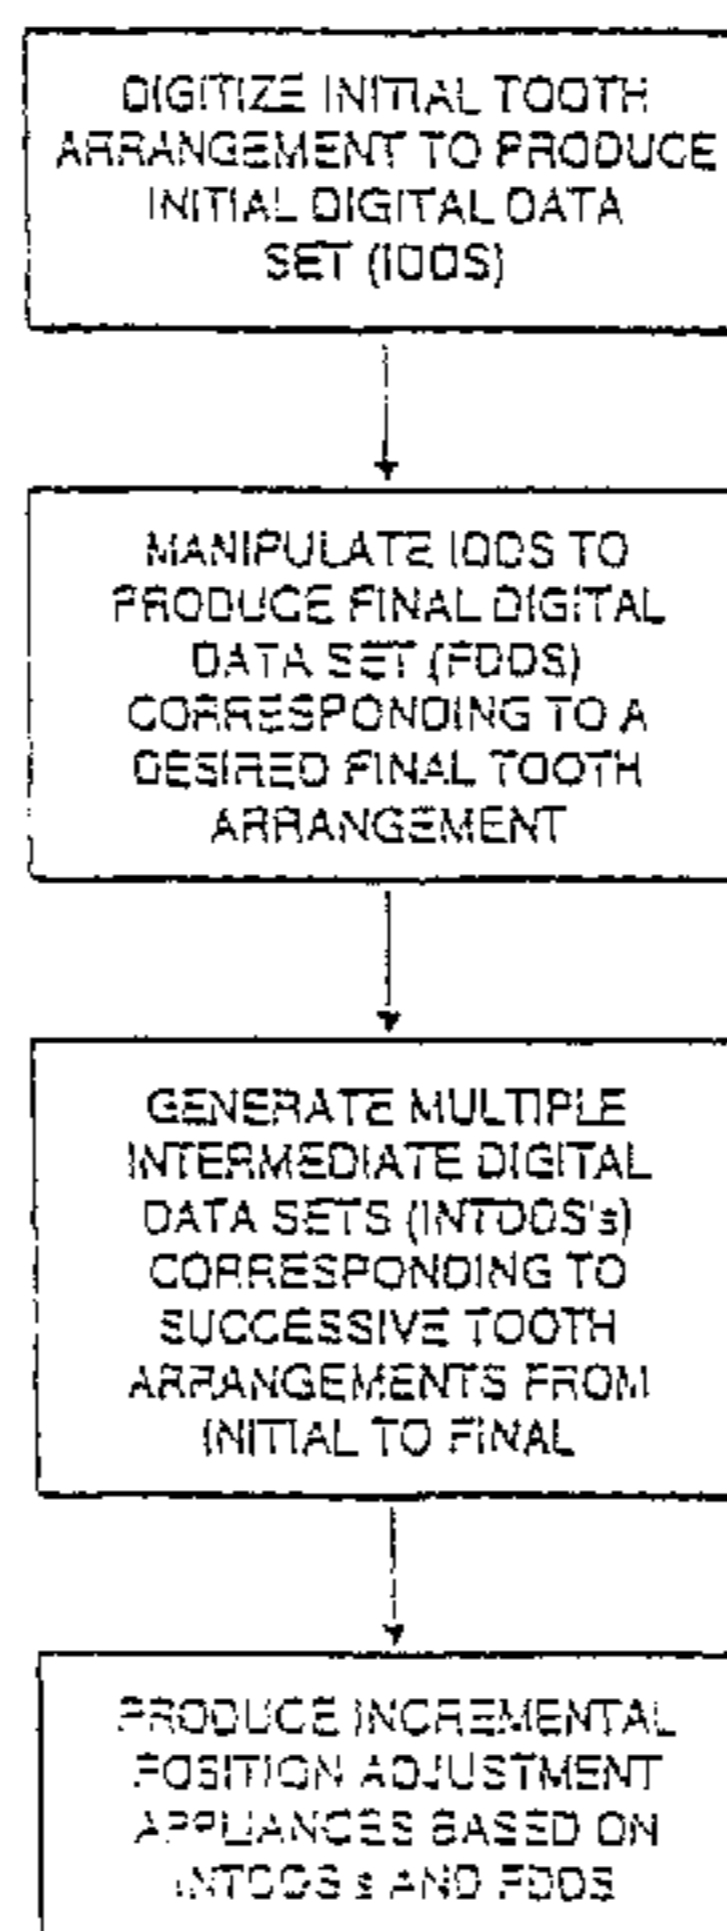 DIGITIZE INITIAL TOOTH
ARRANGEMENT TO PRODUCE
INITIAL DIGITAL DATA
SET (IDDS)
MANIPULATE IDDS TO
PRODUCE FINAL DIGITAL
DATA SET (FDDS)
CORRESPONDING TO A
DESIRED FINAL TOOTH
ARRANGEMENT
GENERATE MULTIPLE
INTERMEDIATE DIGITAL
DATA SETS (INTDDS's)
CORRESPONDING TO
SUCCESSIVE TOOTH
ARRANGEMENTS FROM
INITIAL TO FINAL
PRODUCE INCREMENTAL
POSITION ADJUSTMENT
APPLIANCES BASED ON
INTDDS's AND FDDS